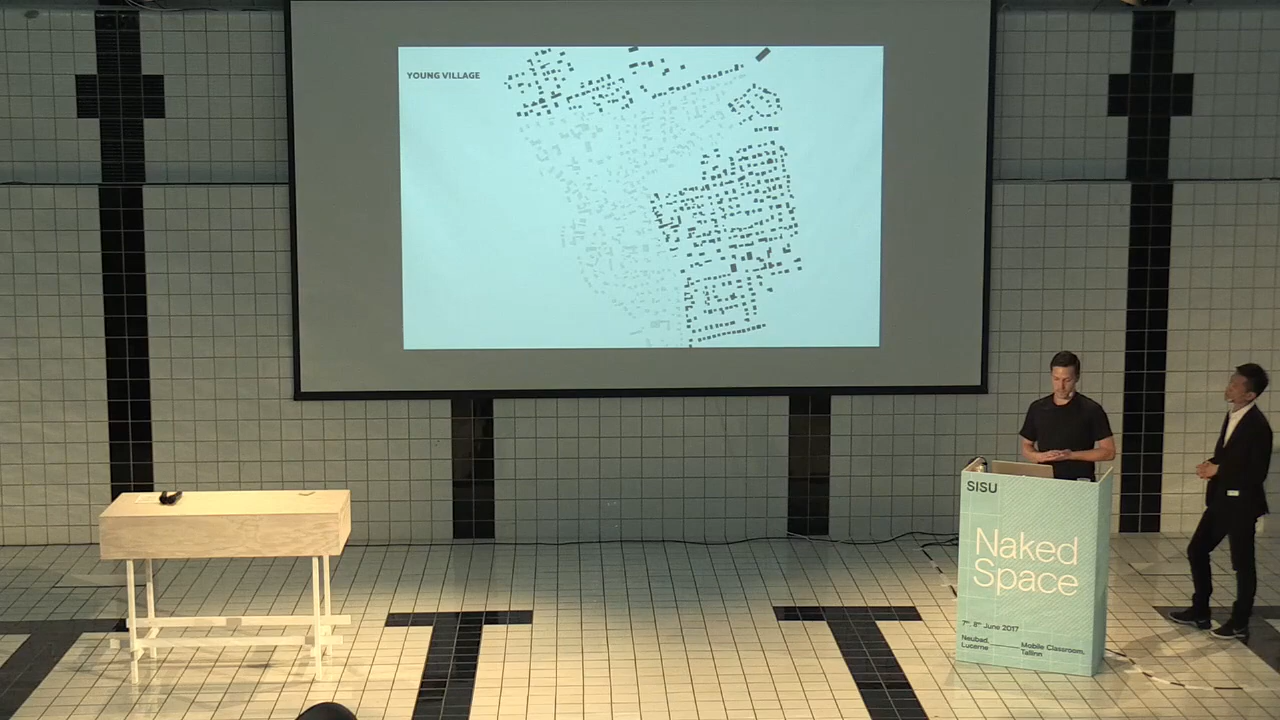 YOUNG VILLAGE
SISU
Naked
Space
7th, 8th June 2017
Neubad, Mobile Classroom,
Lucerne Tallinn